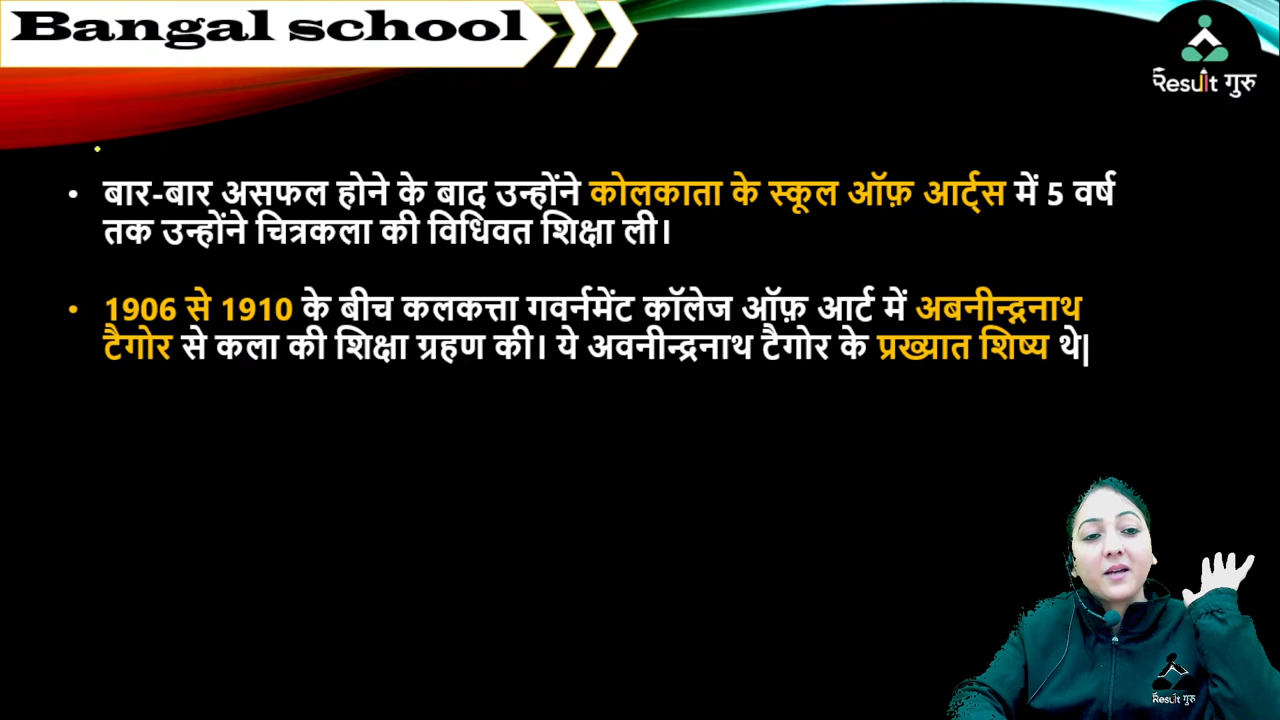 Bangal school
Result गुरु
बार-बार असफल होने के बाद उन्होंने कोलकाता के स्कूल ऑफ़ आर्ट्स में 5 वर्ष
तक उन्होंने चित्रकला की विधिवत शिक्षा ली।
1906 से 1910 के बीच कलकत्ता गवर्नमेंट कॉलेज ऑफ़ आर्ट में अबनीन्द्रनाथ
टैगोर से कला की शिक्षा ग्रहण की। ये अवनीन्द्रनाथ टैगोर के प्रख्यात शिष्य थे|
Result गुरु